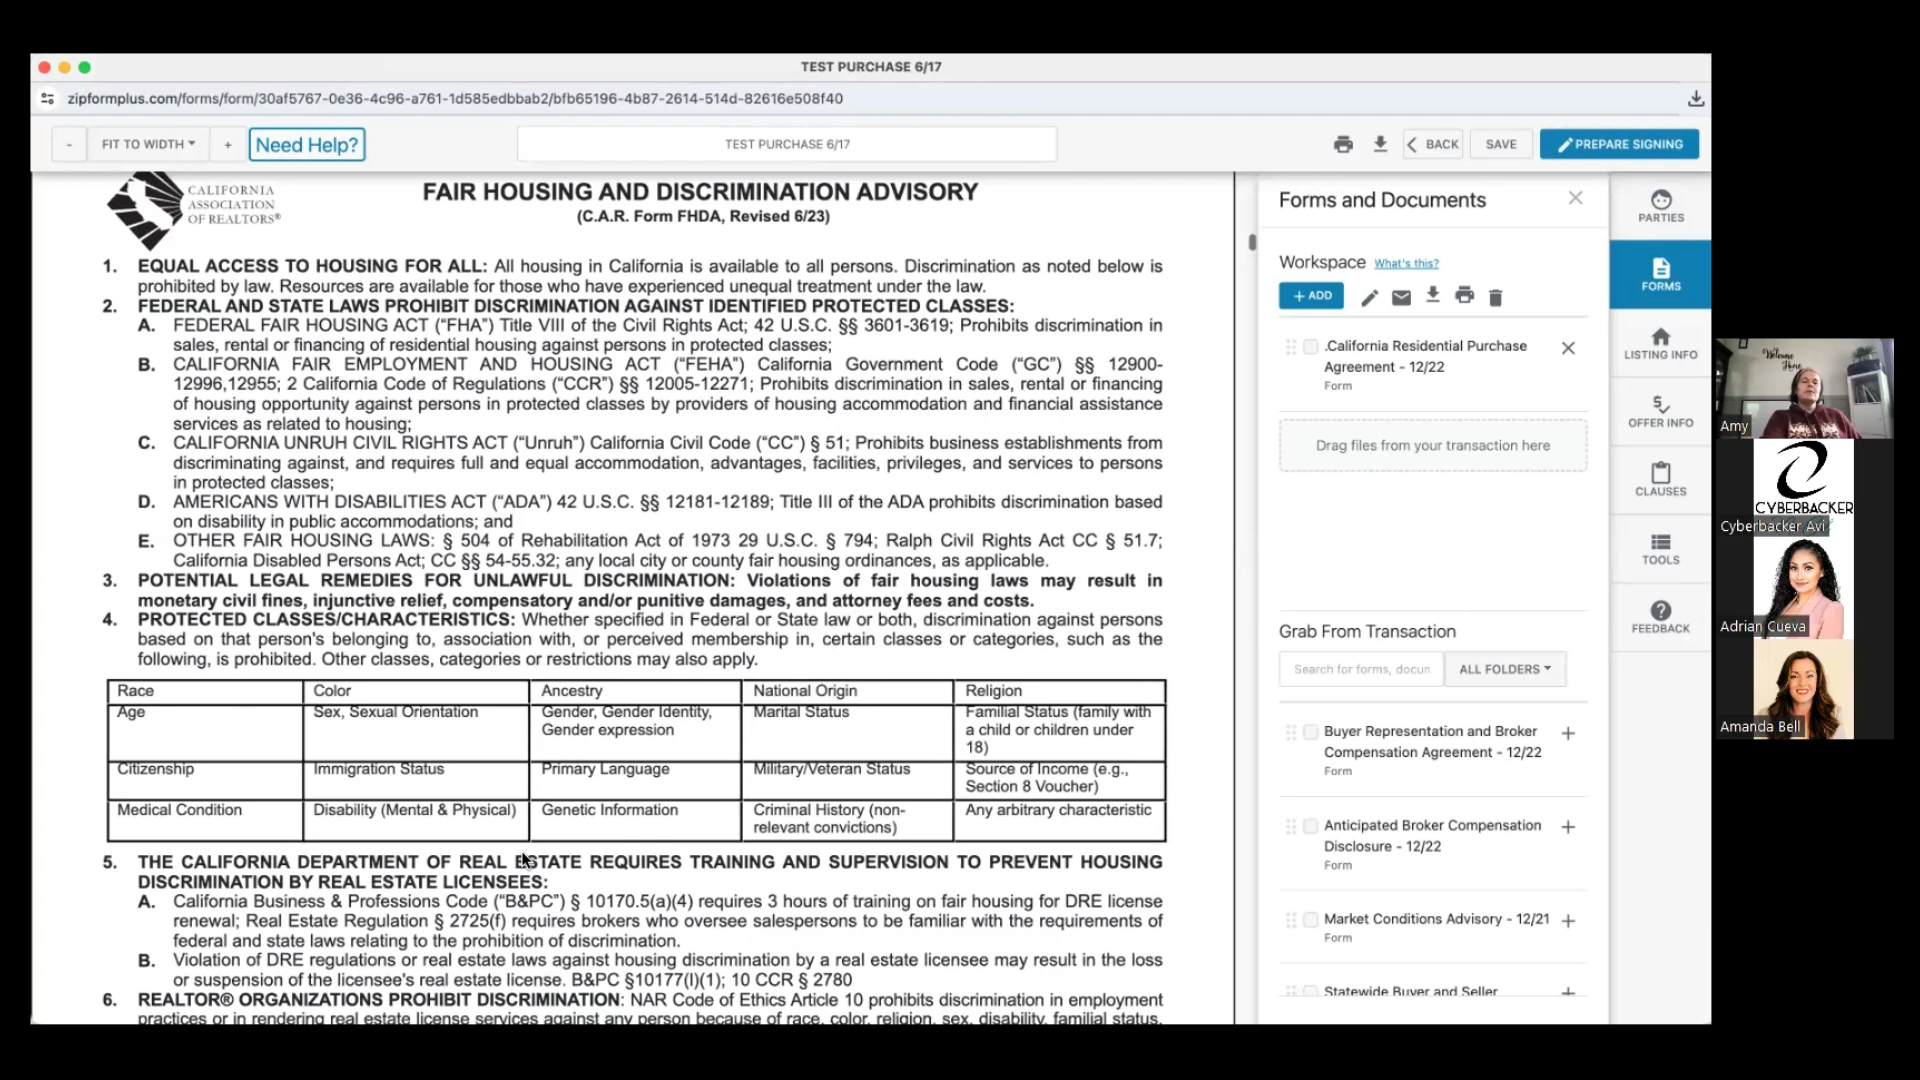 TEST PURCHASE 6/17
zipformplus.com/forms/form/30af5767-0e36-4c96-a761-1d585edbbab2/bfb65196-4b87-2614-514d-82616e508f40
- FIT TO WIDTH + Need Help? TEST PURCHASE 6/17 BACK SAVE PREPARE SIGNING
CALIFORNIA
ASSOCIATION
OF REALTORS®
FAIR HOUSING AND DISCRIMINATION ADVISORY
(C.A.R. Form FHDA, Revised 6/23)
1. EQUAL ACCESS TO HOUSING FOR ALL: All housing in California is available to all persons. Discrimination as noted below is
prohibited by law. Resources are available for those who have experienced unequal treatment under the law.
2. FEDERAL AND STATE LAWS PROHIBIT DISCRIMINATION AGAINST IDENTIFIED PROTECTED CLASSES:
A. FEDERAL FAIR HOUSING ACT (“FHA”) Title VIII of the Civil Rights Act; 42 U.S.C. §§ 3601-3619; Prohibits discrimination in
sales, rental or financing of residential housing against persons in protected classes;
B. CALIFORNIA FAIR EMPLOYMENT AND HOUSING ACT (“FEHA”) California Government Code (“GC”) §§ 12900-
12996,12955; 2 California Code of Regulations (“CCR”) §§ 12005-12271; Prohibits discrimination in sales, rental or financing
of housing opportunity against persons in protected classes by providers of housing accommodation and financial assistance
services as related to housing;
C. CALIFORNIA UNRUH CIVIL RIGHTS ACT (“Unruh”) California Civil Code (“CC”) § 51; Prohibits business establishments from
discriminating against, and requires full and equal accommodation, advantages, facilities, privileges, and services to persons
in protected classes;
D. AMERICANS WITH DISABILITIES ACT (“ADA”) 42 U.S.C. §§ 12181-12189; Title III of the ADA prohibits discrimination based
on disability in public accommodations; and
E. OTHER FAIR HOUSING LAWS: § 504 of Rehabilitation Act of 1973 29 U.S.C. § 794; Ralph Civil Rights Act CC § 51.7;
California Disabled Persons Act; CC §§ 54-55.32; any local city or county fair housing ordinances, as applicable.
3. POTENTIAL LEGAL REMEDIES FOR UNLAWFUL DISCRIMINATION: Violations of fair housing laws may result in
monetary civil fines, injunctive relief, compensatory and/or punitive damages, and attorney fees and costs.
4. PROTECTED CLASSES/CHARACTERISTICS: Whether specified in Federal or State law or both, discrimination against persons
based on that person's belonging to, association with, or perceived membership in, certain classes or categories, such as the
following, is prohibited. Other classes, categories or restrictions may also apply.
Race Color Ancestry National Origin Religion
Age Sex, Sexual Orientation Gender, Gender Identity, Marital Status Familial Status (family with
Gender expression a child or children under
18)
Citizenship Immigration Status Primary Language Military/Veteran Status Source of Income (e.g.,
Section 8 Voucher)
Medical Condition Disability (Mental & Physical) Genetic Information Criminal History (non- Any arbitrary characteristic
relevant convictions)
5. THE CALIFORNIA DEPARTMENT OF REAL ESTATE REQUIRES TRAINING AND SUPERVISION TO PREVENT HOUSING
DISCRIMINATION BY REAL ESTATE LICENSEES:
A. California Business & Professions Code (“B&PC”) § 10170.5(a)(4) requires 3 hours of training on fair housing for DRE license
renewal; Real Estate Regulation § 2725(f) requires brokers who oversee salespersons to be familiar with the requirements of
federal and state laws relating to the prohibition of discrimination.
B. Violation of DRE regulations or real estate laws against housing discrimination by a real estate licensee may result in the loss
or suspension of the licensee's real estate license. B&PC §10177(l)(1); 10 CCR § 2780
6. REALTOR® ORGANIZATIONS PROHIBIT DISCRIMINATION: NAR Code of Ethics Article 10 prohibits discrimination in employment
practices or in rendering real estate license services against any person because of race, color, religion, sex, disability, familial status,
Forms and Documents
Workspace What's this?
+ ADD
.California Residential Purchase
Agreement - 12/22
Form
Drag files from your transaction here
Grab From Transaction
Search for forms, docun ALL FOLDERS
Buyer Representation and Broker
Compensation Agreement - 12/22
Form
Anticipated Broker Compensation
Disclosure - 12/22
Form
Market Conditions Advisory - 12/21
Form
Statewide Buyer and Seller
PARTIES
FORMS
LISTING INFO
OFFER INFO
CLAUSES
TOOLS
FEEDBACK
Welcome
Home
Amy
CYBERBACKER
Cyberbacker Avi
Adrian Cueva
Amanda Bell